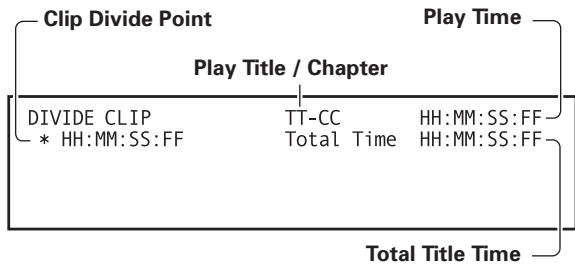 Clip Divide Point Play Time
Play Title / Chapter
DIVIDE CLIP TT-CC HH:MM:SS:FF
* HH:MM:SS:FF Total Time HH:MM:SS:FF
Total Title Time